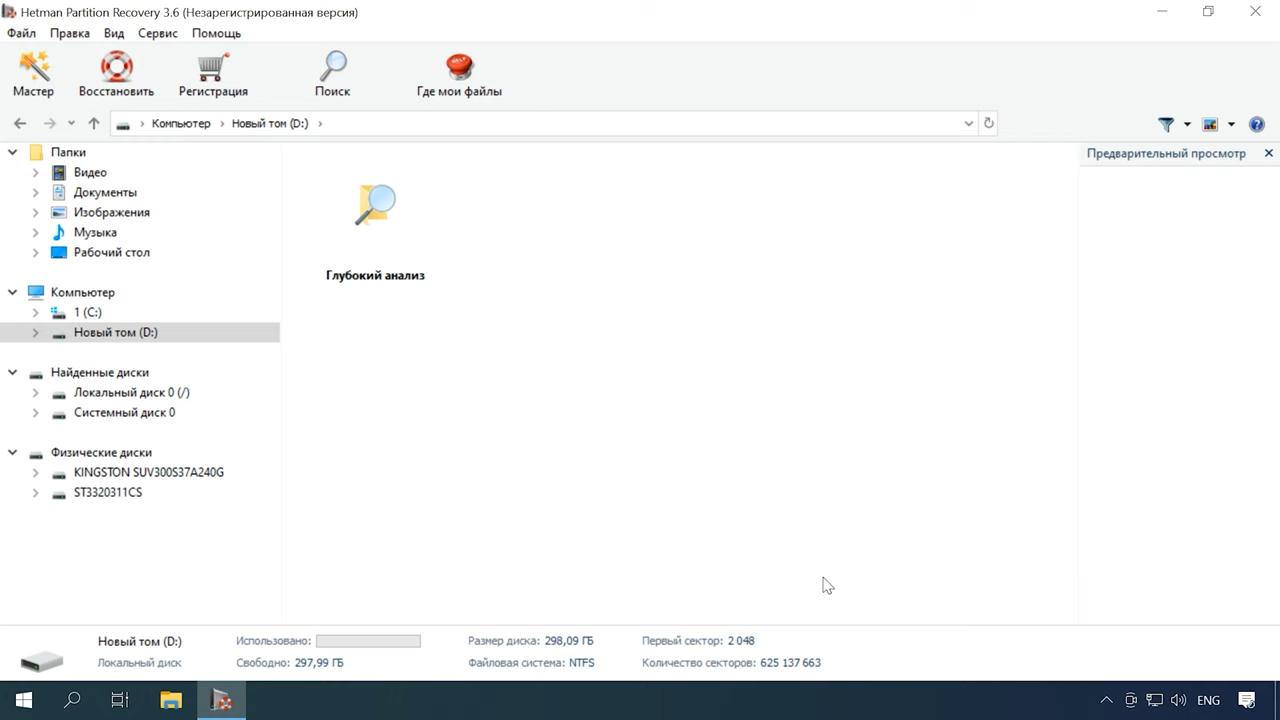 Hetman Partition Recovery 3.6 (Незарегистрированная версия)
Файл Правка Вид Сервис Помощь
Мастер Восстановить Регистрация Поиск Где мои файлы
Компьютер Новый том (D:)
Папки
Видео
Документы
Изображения
Музыка
Рабочий стол
Компьютер
1 (C:)
Новый том (D:)
Найденные диски
Локальный диск 0 (/)
Системный диск 0
Физические диски
KINGSTON SUV300S37A240G
ST3320311CS
Глубокий анализ
Предварительный просмотр
Новый том (D:) Использовано: Размер диска: 298,09 ГБ Первый сектор: 2 048
Локальный диск Свободно: 297,99 ГБ Файловая система: NTFS Количество секторов: 625 137 663
ENG